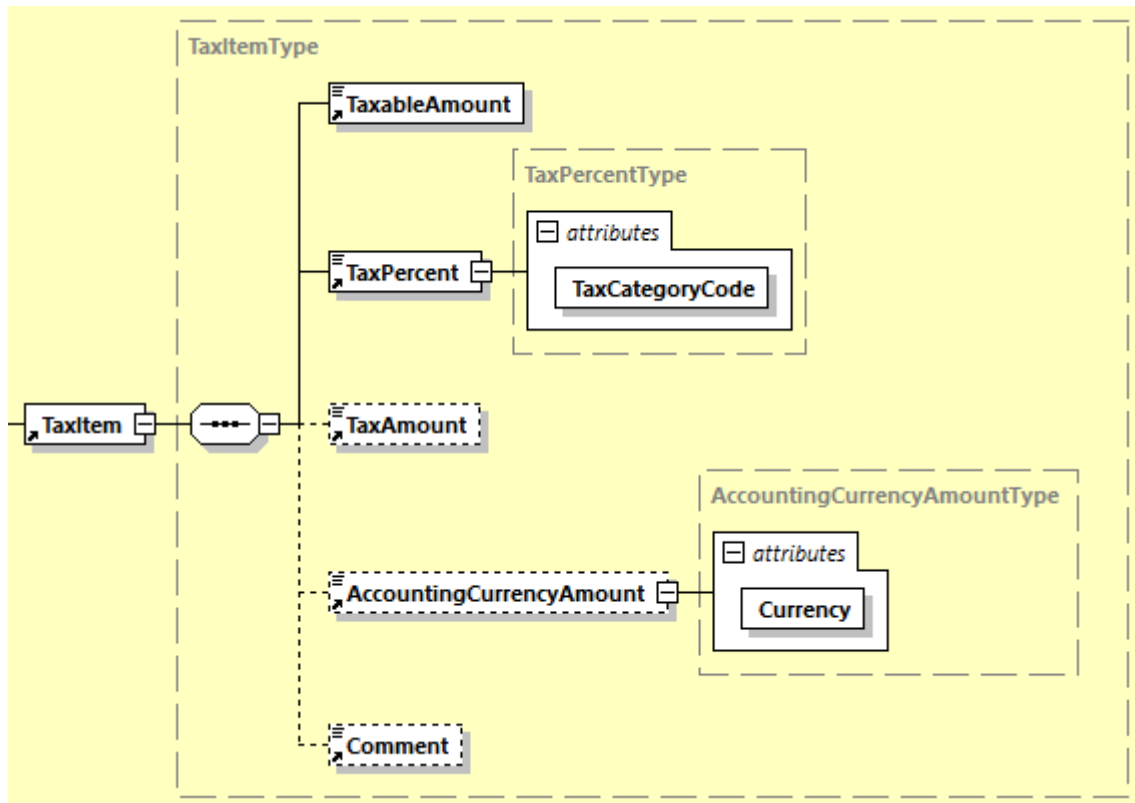 TaxItemType
TaxableAmount
TaxPercentType
attributes
TaxPercent
TaxCategoryCode
TaxItem
TaxAmount
AccountingCurrencyAmountType
attributes
AccountingCurrencyAmount
Currency
Comment